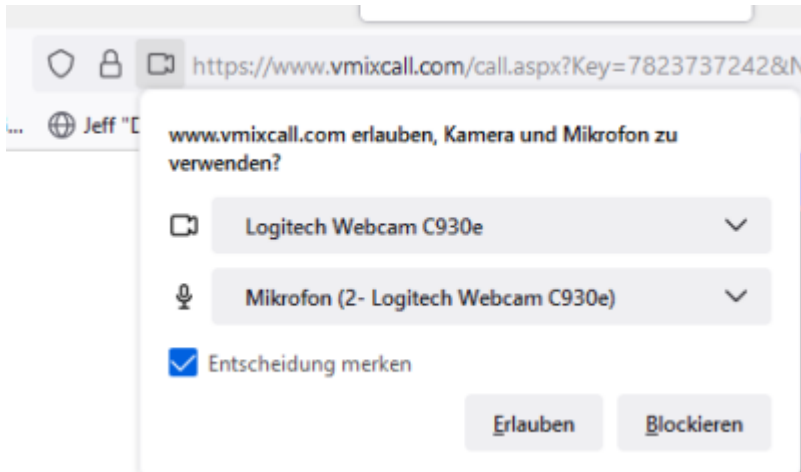 https://www.vmixcall.com/call.aspx?Key=7823737242&N
... Jeff "D
www.vmixcall.com erlauben, Kamera und Mikrofon zu
verwenden?
Logitech Webcam C930e
Mikrofon (2- Logitech Webcam C930e)
Entscheidung merken
Erlauben Blockieren